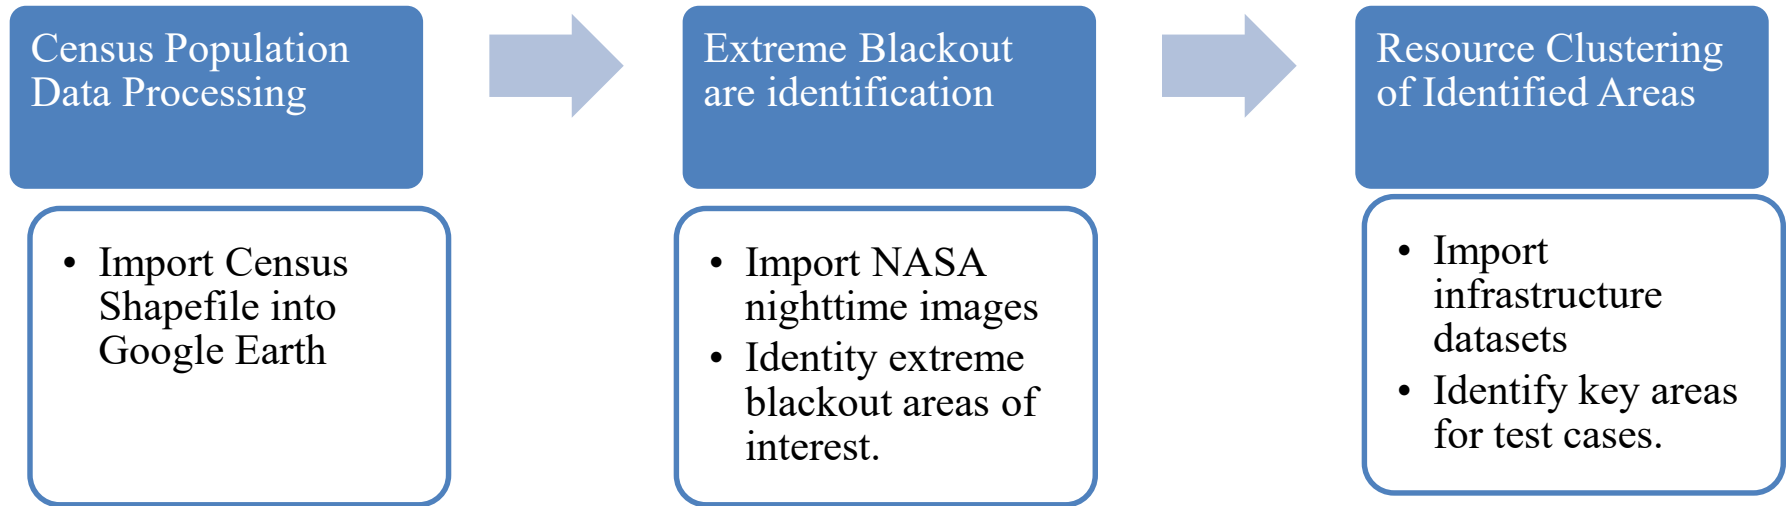 Census Population
Data Processing
• Import Census
Shapefile into
Google Earth
Extreme Blackout
are identification
• Import NASA
nighttime images
• Identity extreme
blackout areas of
interest.
Resource Clustering
of Identified Areas
• Import
infrastructure
datasets
• Identify key areas
for test cases.